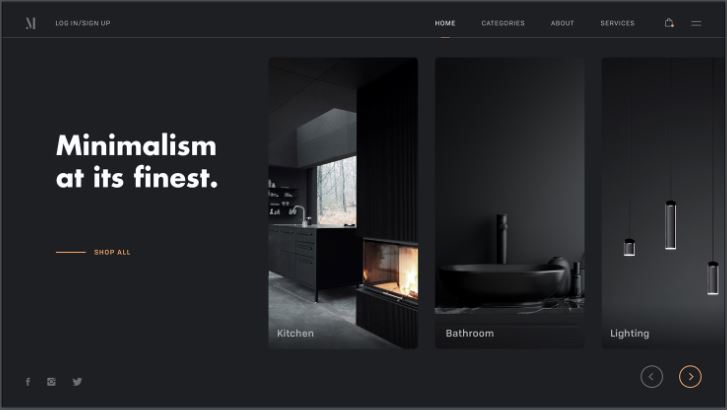 M
LOG IN/SIGN UP
HOME
CATEGORIES
ABOUT
SERVICES
Minimalism
at its finest.
SHOP ALL
Kitchen
Bathroom
Lighting